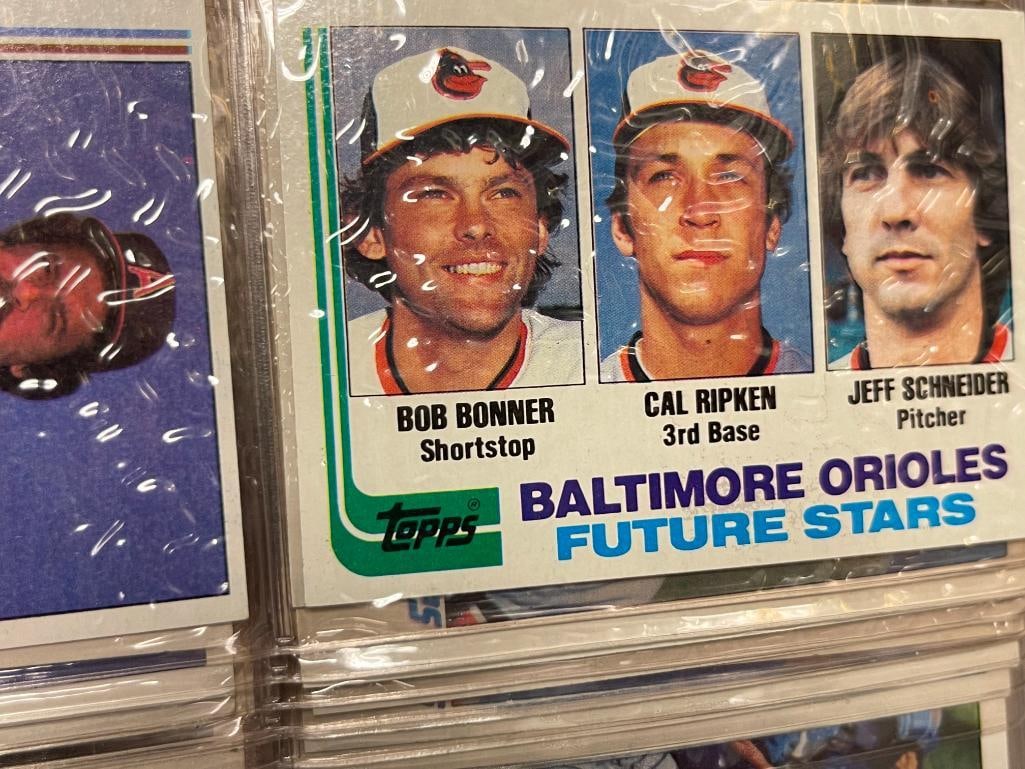 BOB BONNER
Shortstop
CAL RIPKEN
3rd Base
JEFF SCHNEIDER
Pitcher
topps®
BALTIMORE ORIOLES
FUTURE STARS